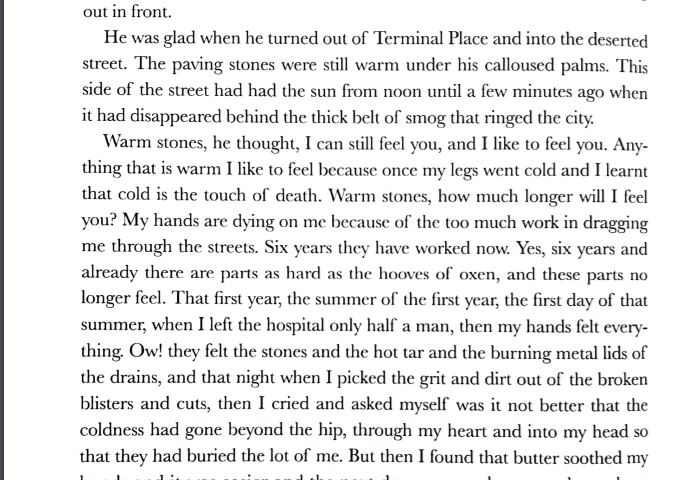 out in front.
He was glad when he turned out of Terminal Place and into the deserted
street. The paving stones were still warm under his calloused palms. This
side of the street had had the sun from noon until a few minutes ago when
it had disappeared behind the thick belt of smog that ringed the city.
Warm stones, he thought, I can still feel you, and I like to feel you. Any-
thing that is warm I like to feel because once my legs went cold and I learnt
that cold is the touch of death. Warm stones, how much longer will I feel
you? My hands are dying on me because of the too much work in dragging
me through the streets. Six years they have worked now. Yes, six years and
already there are parts as hard as the hooves of oxen, and these parts no
longer feel. That first year, the summer of the first year, the first day of that
summer, when I left the hospital only half a man, then my hands felt every-
thing. Ow! they felt the stones and the hot tar and the burning metal lids of
the drains, and that night when I picked the grit and dirt out of the broken
blisters and cuts, then I cried and asked myself was it not better that the
coldness had gone beyond the hip, through my heart and into my head so
that they had buried the lot of me. But then I found that butter soothed my